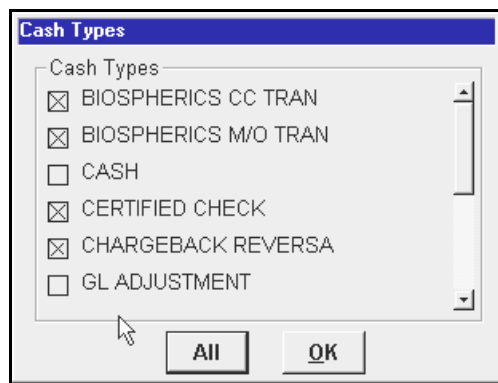 Cash Types
Cash Types
BIOSPHERICS CC TRAN
BIOSPHERICS M/O TRAN
CASH
CERTIFIED CHECK
CHARGEBACK REVERSA
GL ADJUSTMENT
All OK